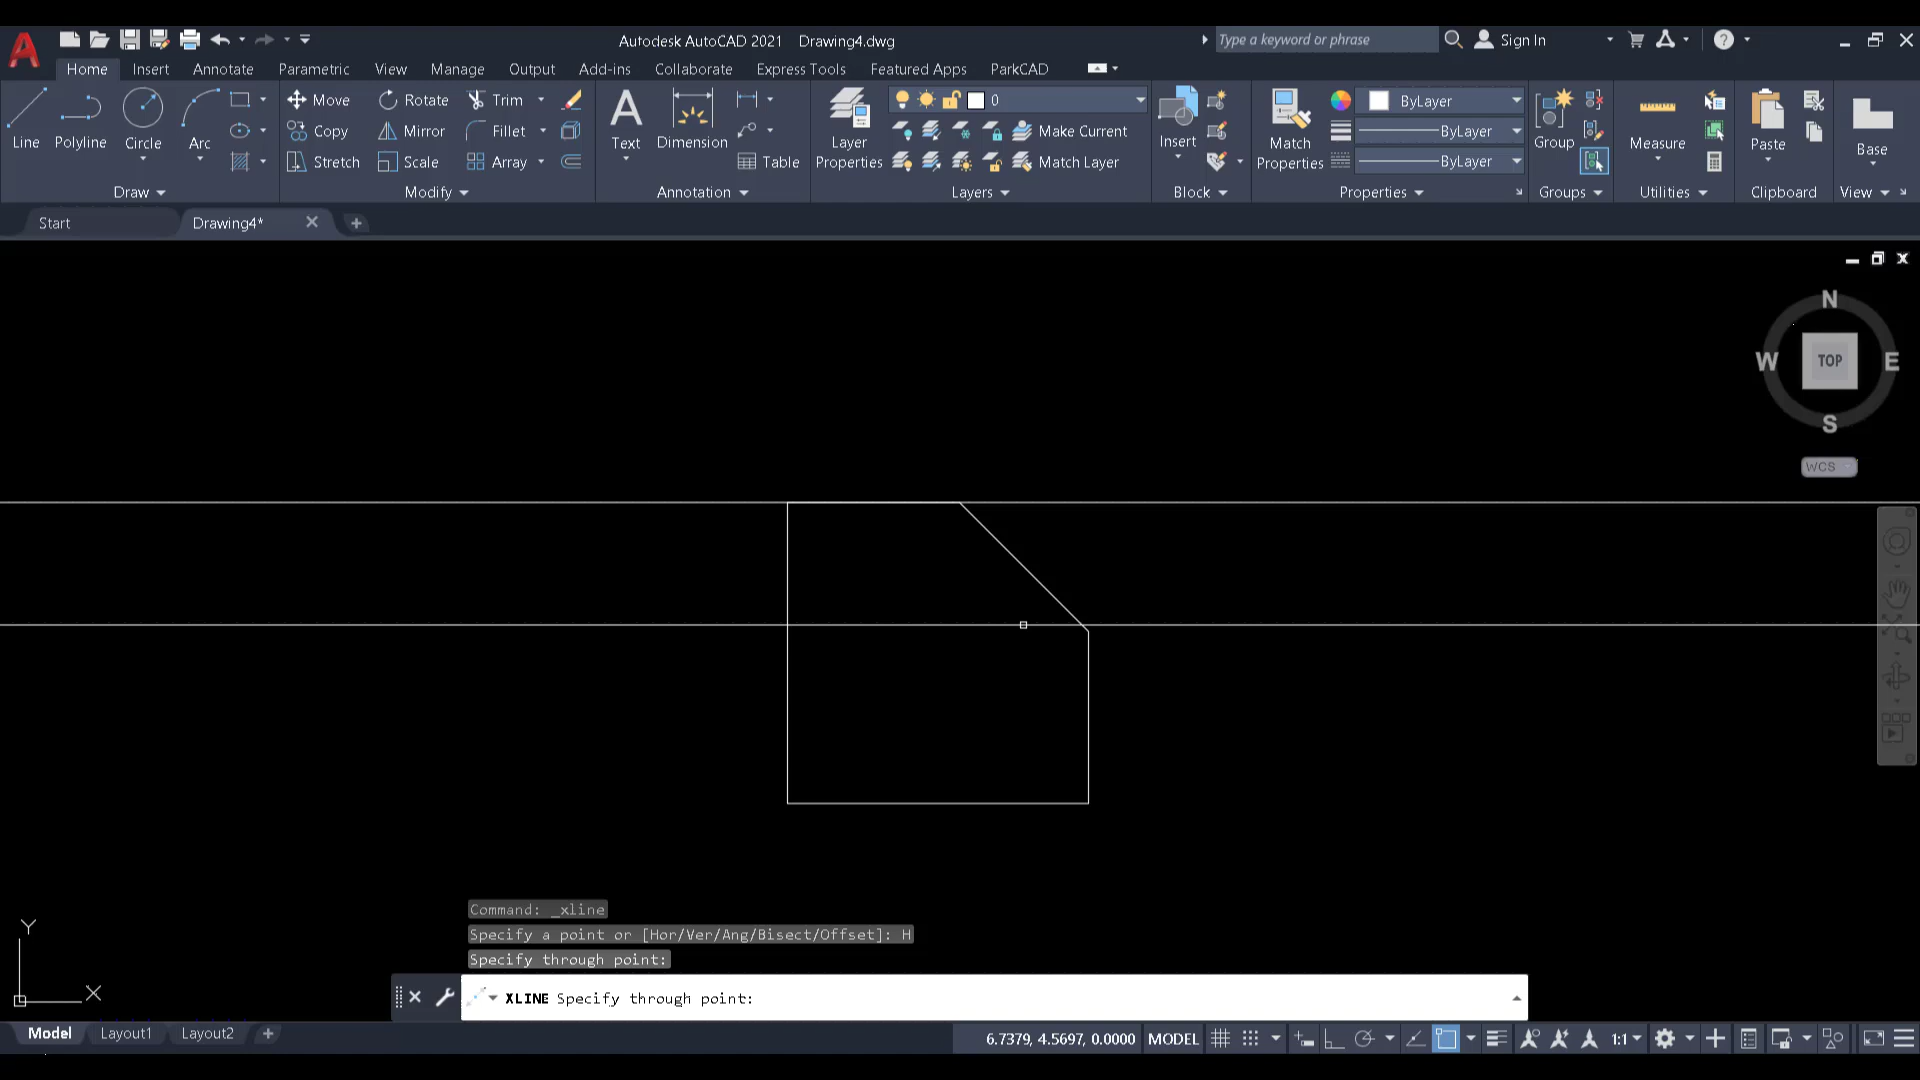 Autodesk AutoCAD 2021 Drawing4.dwg
Type a keyword or phrase
Sign In
Home Insert Annotate Parametric View Manage Output Add-ins Collaborate Express Tools Featured Apps ParkCAD
Line
Polyline
Circle
Arc
Draw
Move Rotate Trim
Copy Mirror Fillet
Stretch Scale Array
Modify
Text
Dimension
Table
Annotation
Layer
Properties
0
Make Current
Match Layer
Layers
Insert
Block
Match
Properties
ByLayer
ByLayer
ByLayer
Properties
Group
Groups
Measure
Utilities
Paste
Clipboard
Base
View
Start
Drawing4*
N
W TOP E
S
WCS
Command: _xline
Specify a point or [Hor/Ver/Ang/Bisect/Offset]: H
Specify through point:
XLINE Specify through point:
Y
X
Model Layout1 Layout2
6.7379, 4.5697, 0.0000 MODEL
1:1